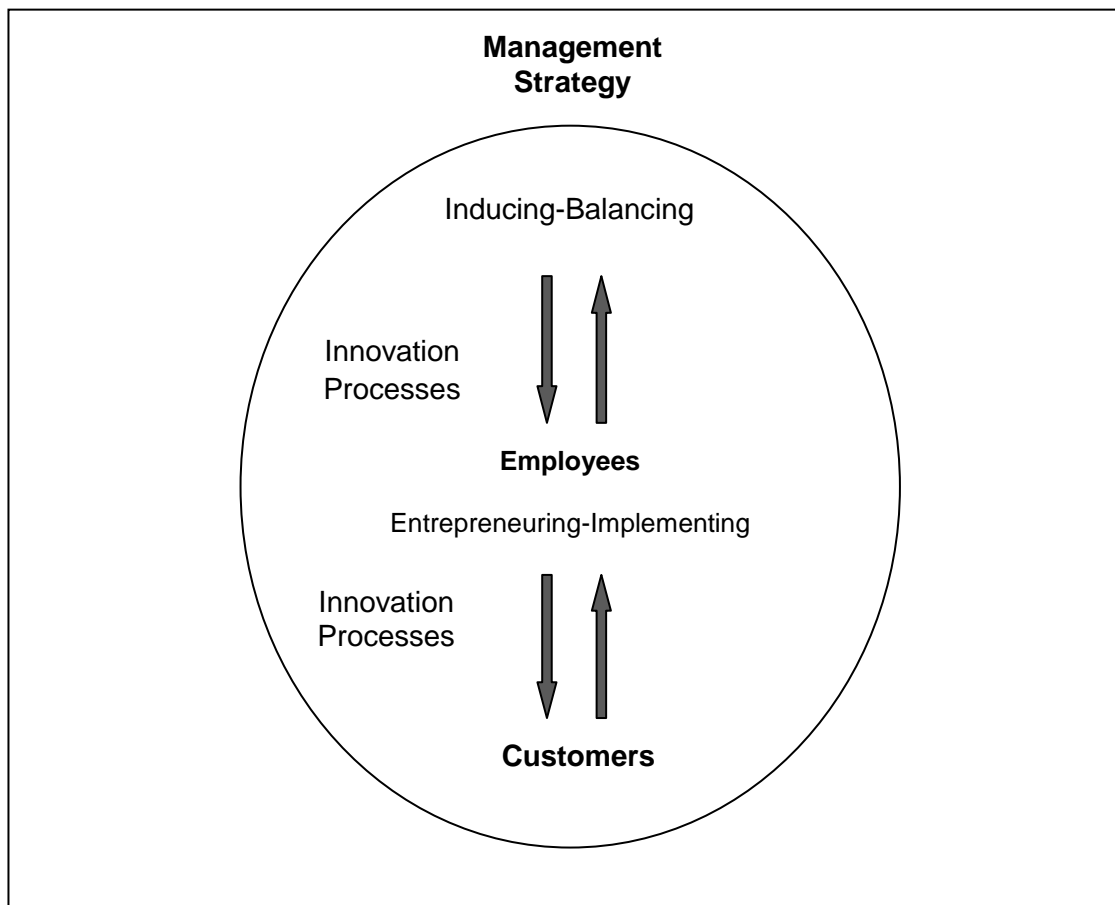 Management
Strategy
Inducing-Balancing
Innovation
Processes
Employees
Entrepreneuring-Implementing
Innovation
Processes
Customers